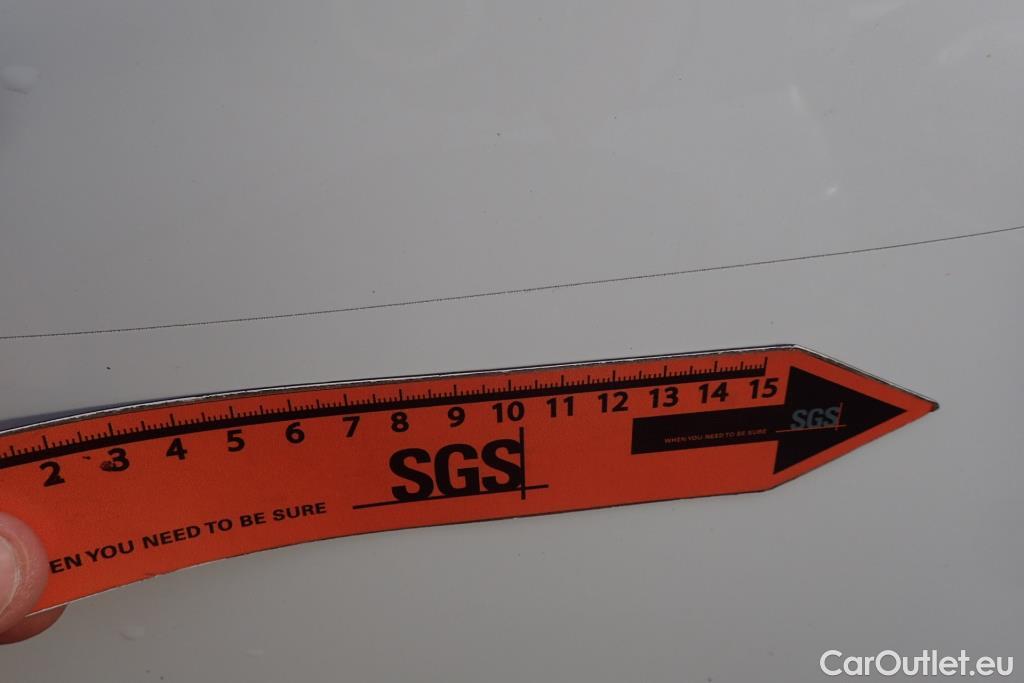 2 3 4 5 6 7 8 9 10 11 12 13 14 15
SGS
EN YOU NEED TO BE SURE
WHEN YOU NEED TO BE SURE
SGS
CarOutlet.eu